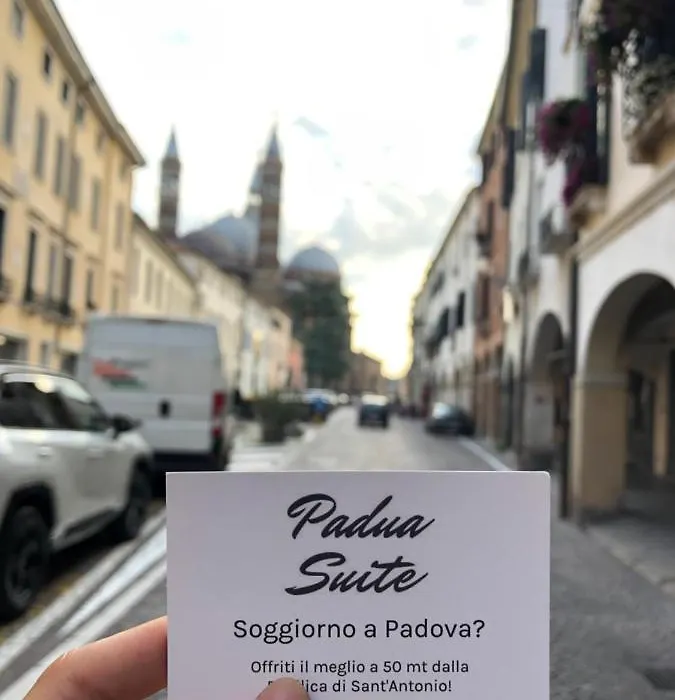 Padua
Suite
Soggiorno a Padova?
Offriti il meglio a 50 mt dalla
di Sant'Antonio!